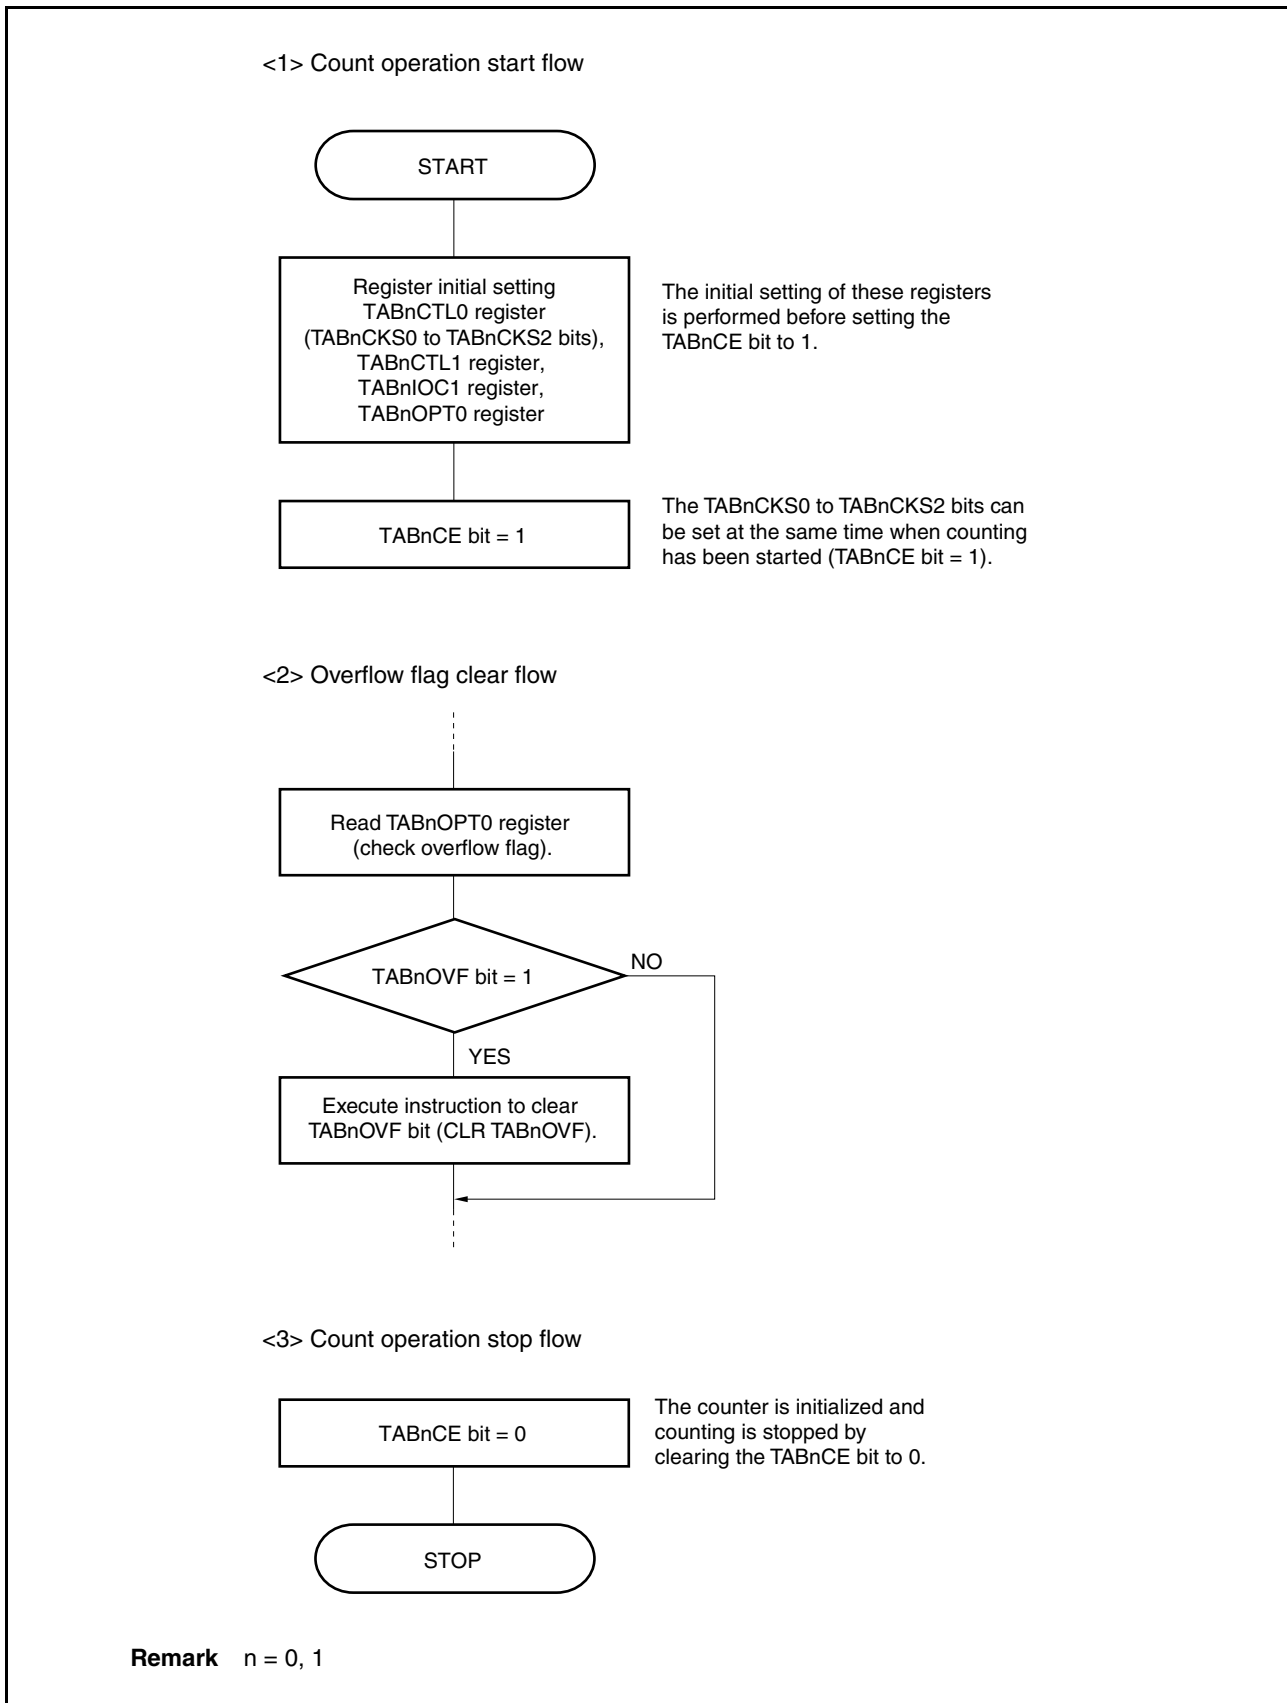 <1> Count operation start flow
START
Register initial setting
TABnCTL0 register
(TABnCKS0 to TABnCKS2 bits),
TABnCTL1 register,
TABnIOC1 register,
TABnOPT0 register
The initial setting of these registers
is performed before setting the
TABnCE bit to 1.
TABnCE bit = 1
The TABnCKS0 to TABnCKS2 bits can
be set at the same time when counting
has been started (TABnCE bit = 1).
<2> Overflow flag clear flow
Read TABnOPT0 register
(check overflow flag).
TABnOVF bit = 1
NO
YES
Execute instruction to clear
TABnOVF bit (CLR TABnOVF).
<3> Count operation stop flow
TABnCE bit = 0
The counter is initialized and
counting is stopped by
clearing the TABnCE bit to 0.
STOP
Remark n = 0, 1